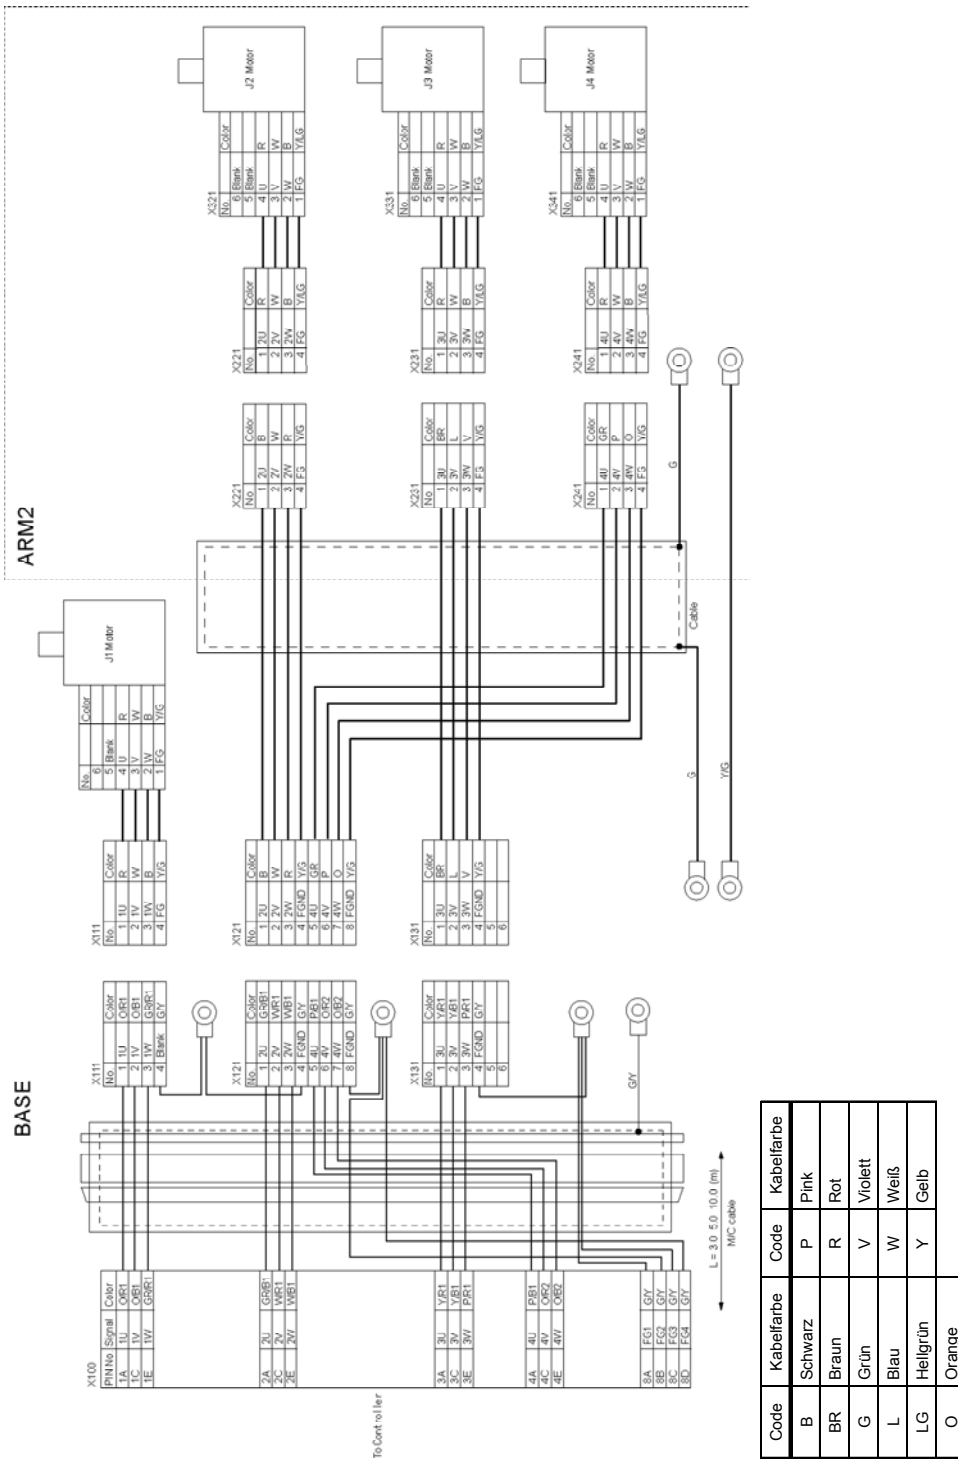 ARM2
BASE
J2 Motor
X321
No. Color
6 Blank
5 Blank
4 U R
3 V W
2 W B
1 FG Y/LG
J3 Motor
X331
No. Color
6 Blank
5 Blank
4 U R
3 V W
2 W B
1 FG Y/LG
J4 Motor
X341
No. Color
6 Blank
5 Blank
4 U R
3 V W
2 W B
1 FG Y/LG
X221
No. Color
1 2U R
2 2V W
3 2W B
4 FG Y/LG
X231
No. Color
1 3U R
2 3V W
3 3W B
4 FG Y/LG
X241
No. Color
1 4U R
2 4V W
3 4W B
4 FG Y/LG
X221
No. Color
1 2U B
2 2V W
3 2W R
4 FG Y/G
X231
No. Color
1 3U BR
2 3V L
3 3W V
4 FG Y/G
X241
No. Color
1 4U GR
2 4V P
3 4W O
4 FG Y/G
G
Cable
G
Y/G
J1 Motor
No. Color
6
5 Blank
4 U R
3 V W
2 W B
1 FG Y/G
X111
No. Color
1 1U R
2 1V W
3 1W B
4 FG Y/G
X121
No. Color
1 2U B
2 2V W
3 2W R
4 FGND Y/G
5 4U GR
6 4V P
7 4W O
8 FGND Y/G
X131
No. Color
1 3U BR
2 3V L
3 3W V
4 FGND Y/G
5
6
X111
No. Color
1 1U O/R1
2 1V O/B1
3 1W GR/R1
4 Blank G/Y
X121
No. Color
1 2U GR/B1
2 2V W/R1
3 2W W/B1
4 FGND G/Y
5 4U P/B1
6 4V O/R2
7 4W O/B2
8 FGND G/Y
X131
No. Color
1 3U Y/R1
2 3V Y/B1
3 3W P/R1
4 FGND G/Y
5
6
G/Y
L = 3.0 5.0 10.0 (m)
M/C cable
X100
PIN No. Signal Color
1A 1U O/R1
1C 1V O/B1
1E 1W GR/R1
2A 2U GR/B1
2C 2V W/R1
2E 2W W/B1
3A 3U Y/R1
3C 3V Y/B1
3E 3W P/R1
4A 4U P/B1
4C 4V O/R2
4E 4W O/B2
8A FG1 G/Y
8B FG2 G/Y
8C FG3 G/Y
8D FG4 G/Y
To Controller
Code Kabelfarbe Code Kabelfarbe
B Schwarz P Pink
BR Braun R Rot
G Grün V Violett
L Blau W Weiß
LG Hellgrün Y Gelb
O Orange